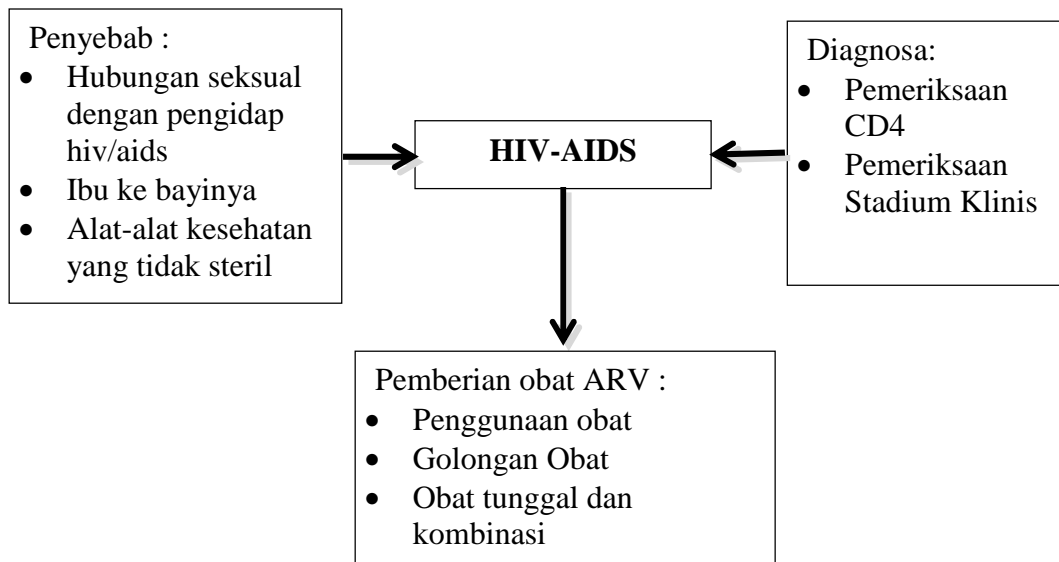 Penyebab :
• Hubungan seksual
dengan pengidap
hiv/aids
• Ibu ke bayinya
• Alat-alat kesehatan
yang tidak steril
HIV-AIDS
Diagnosa:
• Pemeriksaan
CD4
• Pemeriksaan
Stadium Klinis
Pemberian obat ARV :
• Penggunaan obat
• Golongan Obat
• Obat tunggal dan
kombinasi